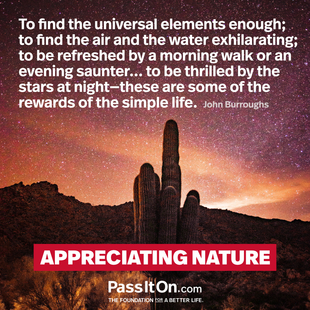 To find the universal elements enough;
to find the air and the water exhilarating;
to be refreshed by a morning walk or an
evening saunter... to be thrilled by the
stars at night—these are some of the
rewards of the simple life. John Burroughs
APPRECIATING NATURE
PassItOn.com
THE FOUNDATION FOR A BETTER LIFE.